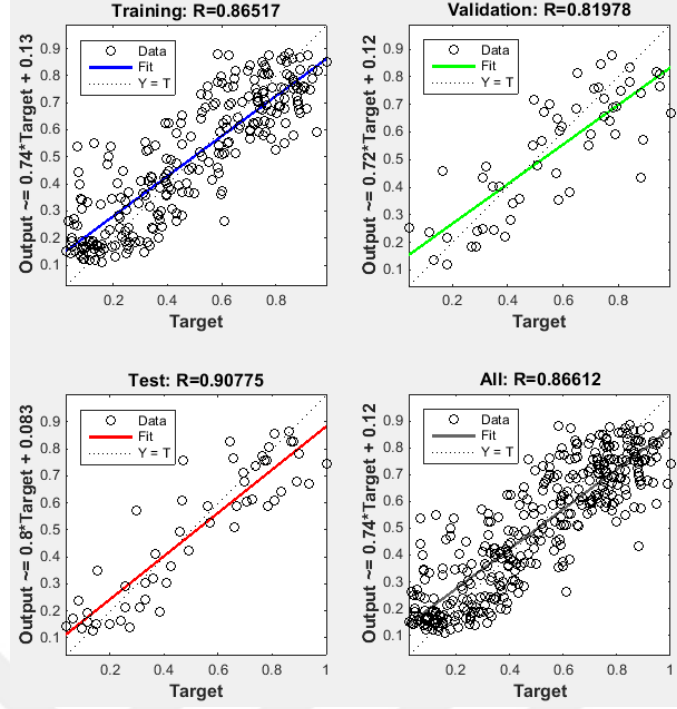 Training: R=0.86517
Output ~= 0.74*Target + 0.13
0.9
0.8
0.7
0.6
0.5
0.4
0.3
0.2
0.1
Data
Fit
Y = T
0.2 0.4 0.6 0.8
Target
Validation: R=0.81978
Output ~= 0.72*Target + 0.12
0.9
0.8
0.7
0.6
0.5
0.4
0.3
0.2
0.1
Data
Fit
Y = T
0.2 0.4 0.6 0.8 1
Target
Test: R=0.90775
Output ~= 0.8*Target + 0.083
0.9
0.8
0.7
0.6
0.5
0.4
0.3
0.2
0.1
Data
Fit
Y = T
0.2 0.4 0.6 0.8 1
Target
All: R=0.86612
Output ~= 0.74*Target + 0.12
0.9
0.8
0.7
0.6
0.5
0.4
0.3
0.2
0.1
Data
Fit
Y = T
0.2 0.4 0.6 0.8 1
Target